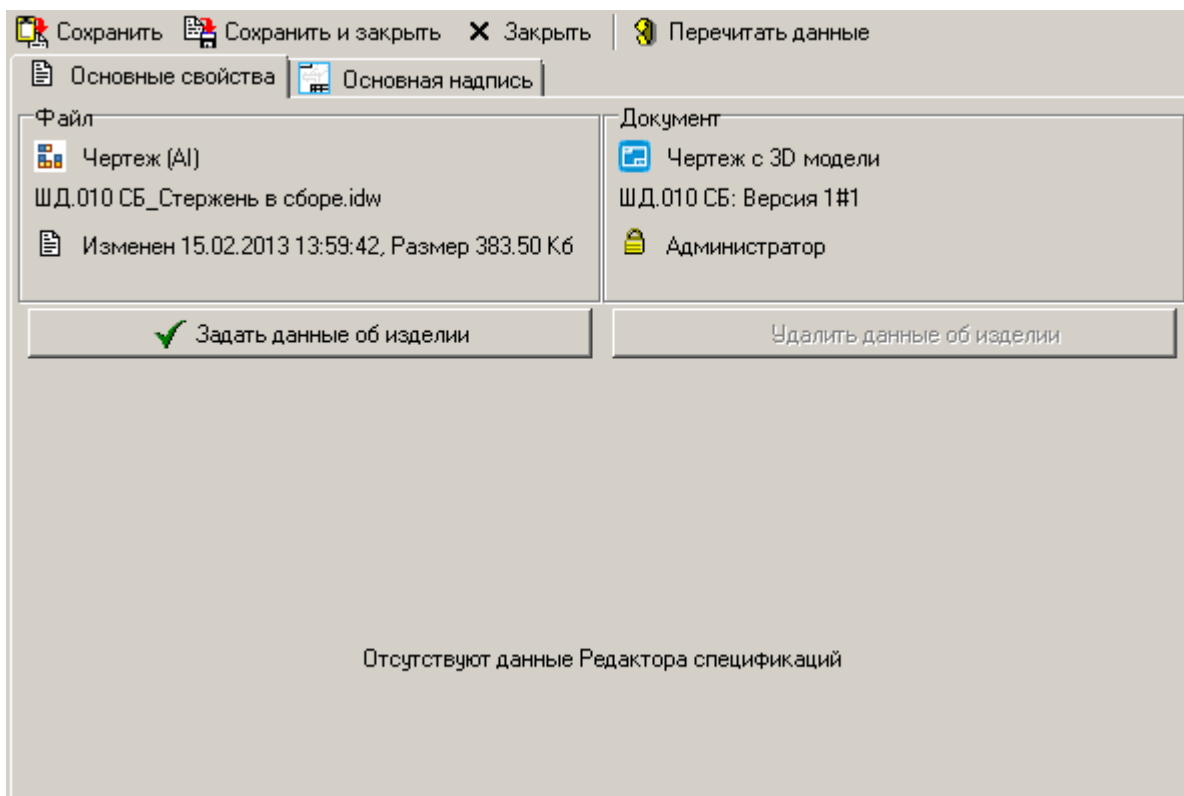 Сохранить Сохранить и закрыть Закрыть Перечитать данные
Основные свойства Основная надпись
Файл
Чертеж (AI)
ШД.010 СБ_Стержень в сборе.idw
Изменен 15.02.2013 13:59:42, Размер 383.50 Кб
Документ
Чертеж с 3D модели
ШД.010 СБ: Версия 1#1
Администратор
Задать данные об изделии Удалить данные об изделии
Отсутствуют данные Редактора спецификаций